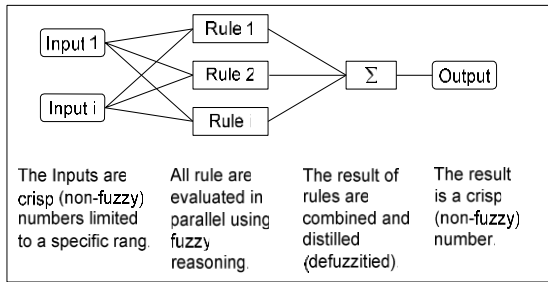 Input 1
Input i
Rule 1
Rule 2
Rule i
Σ
Output
The Inputs are
crisp (non-fuzzy)
numbers limited
to a specific rang.
All rule are
evaluated in
parallel using
fuzzy
reasoning.
The result of
rules are
combined and
distilled
(defuzzitied).
The result
is a crisp
(non-fuzzy)
number.